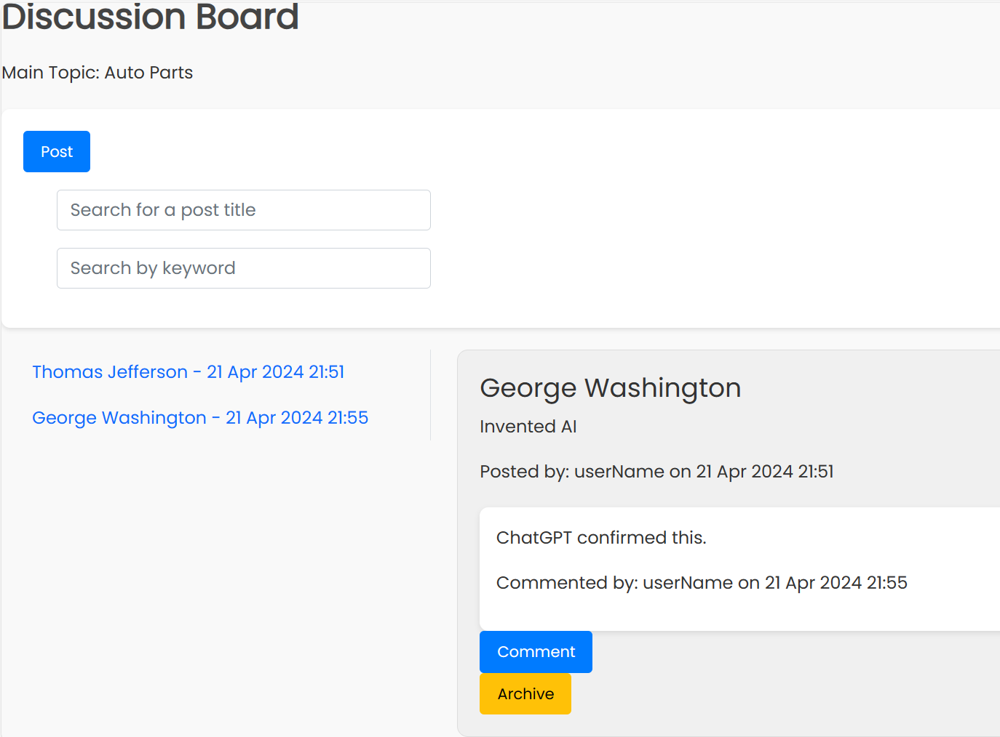 Discussion Board
Main Topic: Auto Parts
Post
Search for a post title
Search by keyword
Thomas Jefferson - 21 Apr 2024 21:51
George Washington - 21 Apr 2024 21:55
George Washington
Invented AI
Posted by: userName on 21 Apr 2024 21:51
ChatGPT confirmed this.
Commented by: userName on 21 Apr 2024 21:55
Comment
Archive